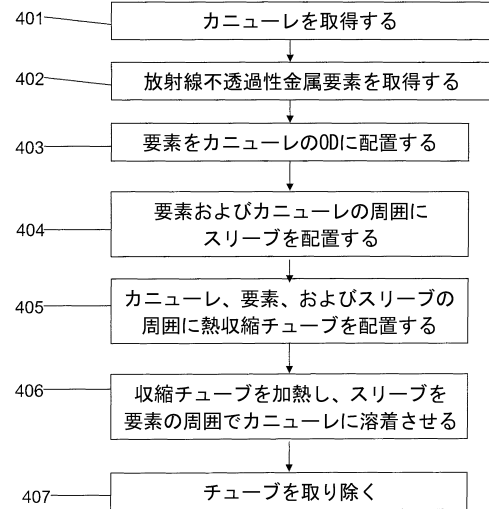 401 カニューレを取得する
402 放射線不透過性金属要素を取得する
403 要素をカニューレのODに配置する
404 要素およびカニューレの周囲に
スリーブを配置する
405 カニューレ、要素、およびスリーブの
周囲に熱収縮チューブを配置する
406 収縮チューブを加熱し、スリーブを
要素の周囲でカニューレに溶着させる
407 チューブを取り除く